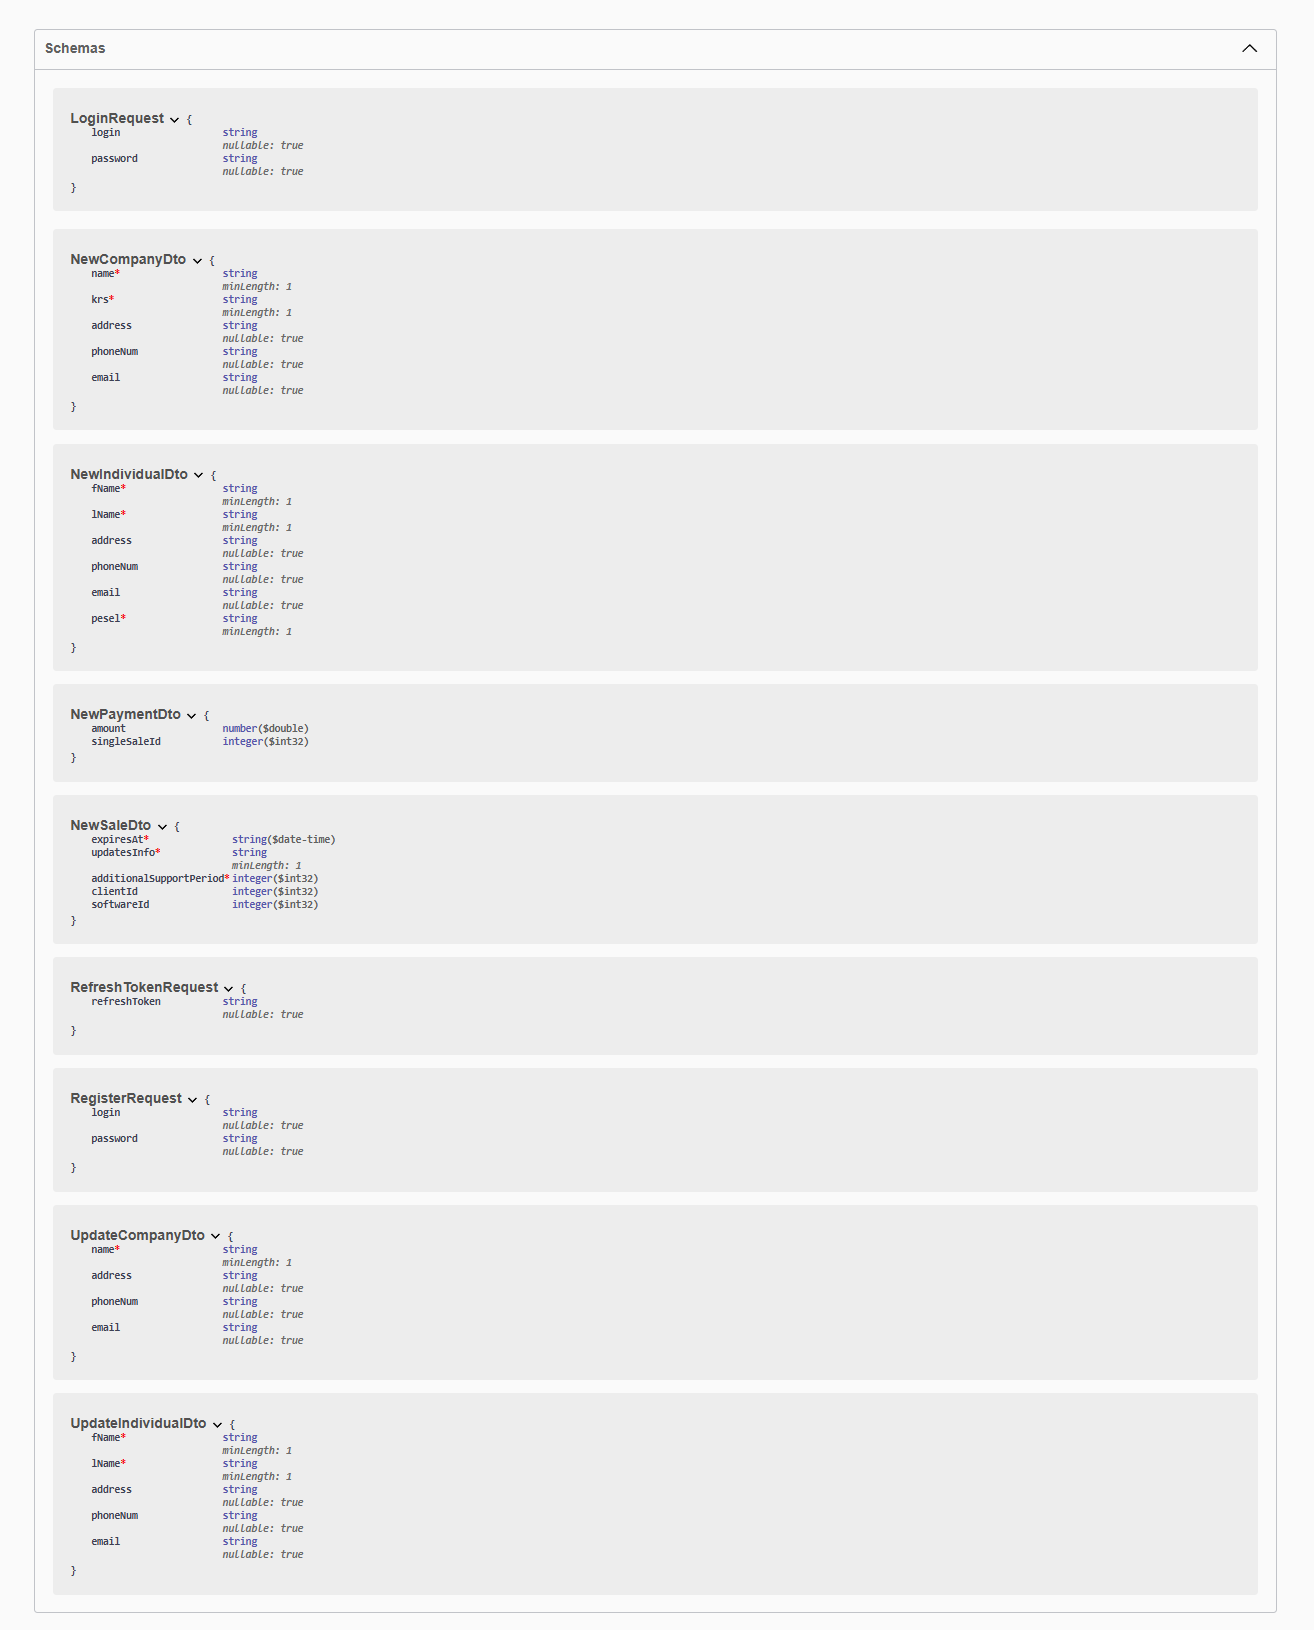 Schemas
LoginRequest {
login string
nullable: true
password string
nullable: true
}
NewCompanyDto {
name* string
minLength: 1
krs* string
minLength: 1
address string
nullable: true
phoneNum string
nullable: true
email string
nullable: true
}
NewIndividualDto {
fName* string
minLength: 1
lName* string
minLength: 1
address string
nullable: true
phoneNum string
nullable: true
email string
nullable: true
pesel* string
minLength: 1
}
NewPaymentDto {
amount number($double)
singleSaleId integer($int32)
}
NewSaleDto {
expiresAt* string($date-time)
updatesInfo* string
minLength: 1
additionalSupportPeriod* integer($int32)
clientId integer($int32)
softwareId integer($int32)
}
RefreshTokenRequest {
refreshToken string
nullable: true
}
RegisterRequest {
login string
nullable: true
password string
nullable: true
}
UpdateCompanyDto {
name* string
minLength: 1
address string
nullable: true
phoneNum string
nullable: true
email string
nullable: true
}
UpdateIndividualDto {
fName* string
minLength: 1
lName* string
minLength: 1
address string
nullable: true
phoneNum string
nullable: true
email string
nullable: true
}